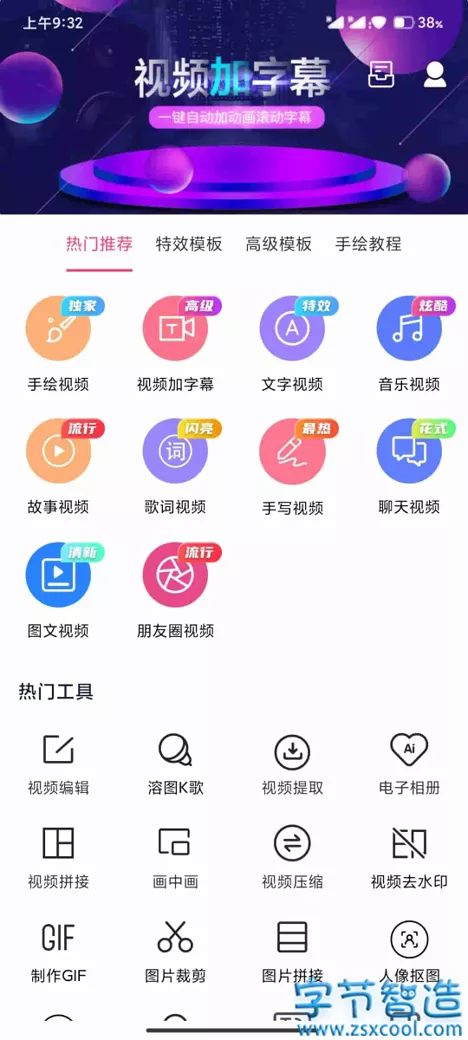 上午9:32
38%
视频加字幕
一键自动加动画滚动字幕
热门推荐 特效模板 高级模板 手绘教程
独家 高级 特效 炫酷
手绘视频 视频加字幕 文字视频 音乐视频
流行 闪亮 最热 花式
词
故事视频 歌词视频 手写视频 聊天视频
清新 流行
图文视频 朋友圈视频
热门工具
Ai
视频编辑 溶图K歌 视频提取 电子相册
视频拼接 画中画 视频压缩 视频去水印
GIF
制作GIF 图片裁剪 图片拼接 人像抠图
字节智造
www.zsxcool.com